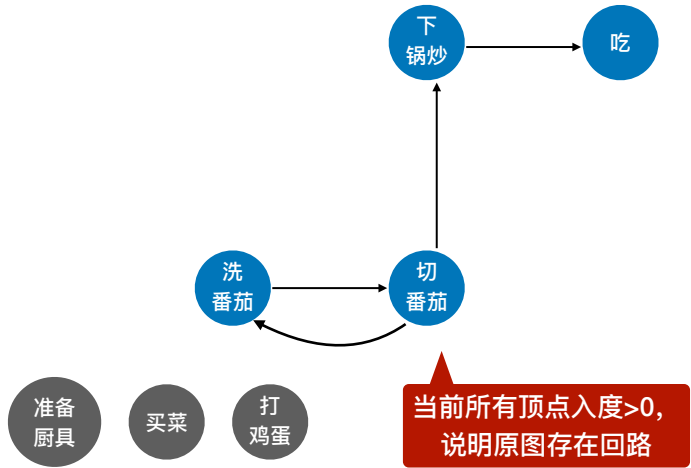 下
锅炒
吃
洗
番茄
切
番茄
准备
厨具
买菜
打
鸡蛋
当前所有顶点入度>0，
说明原图存在回路